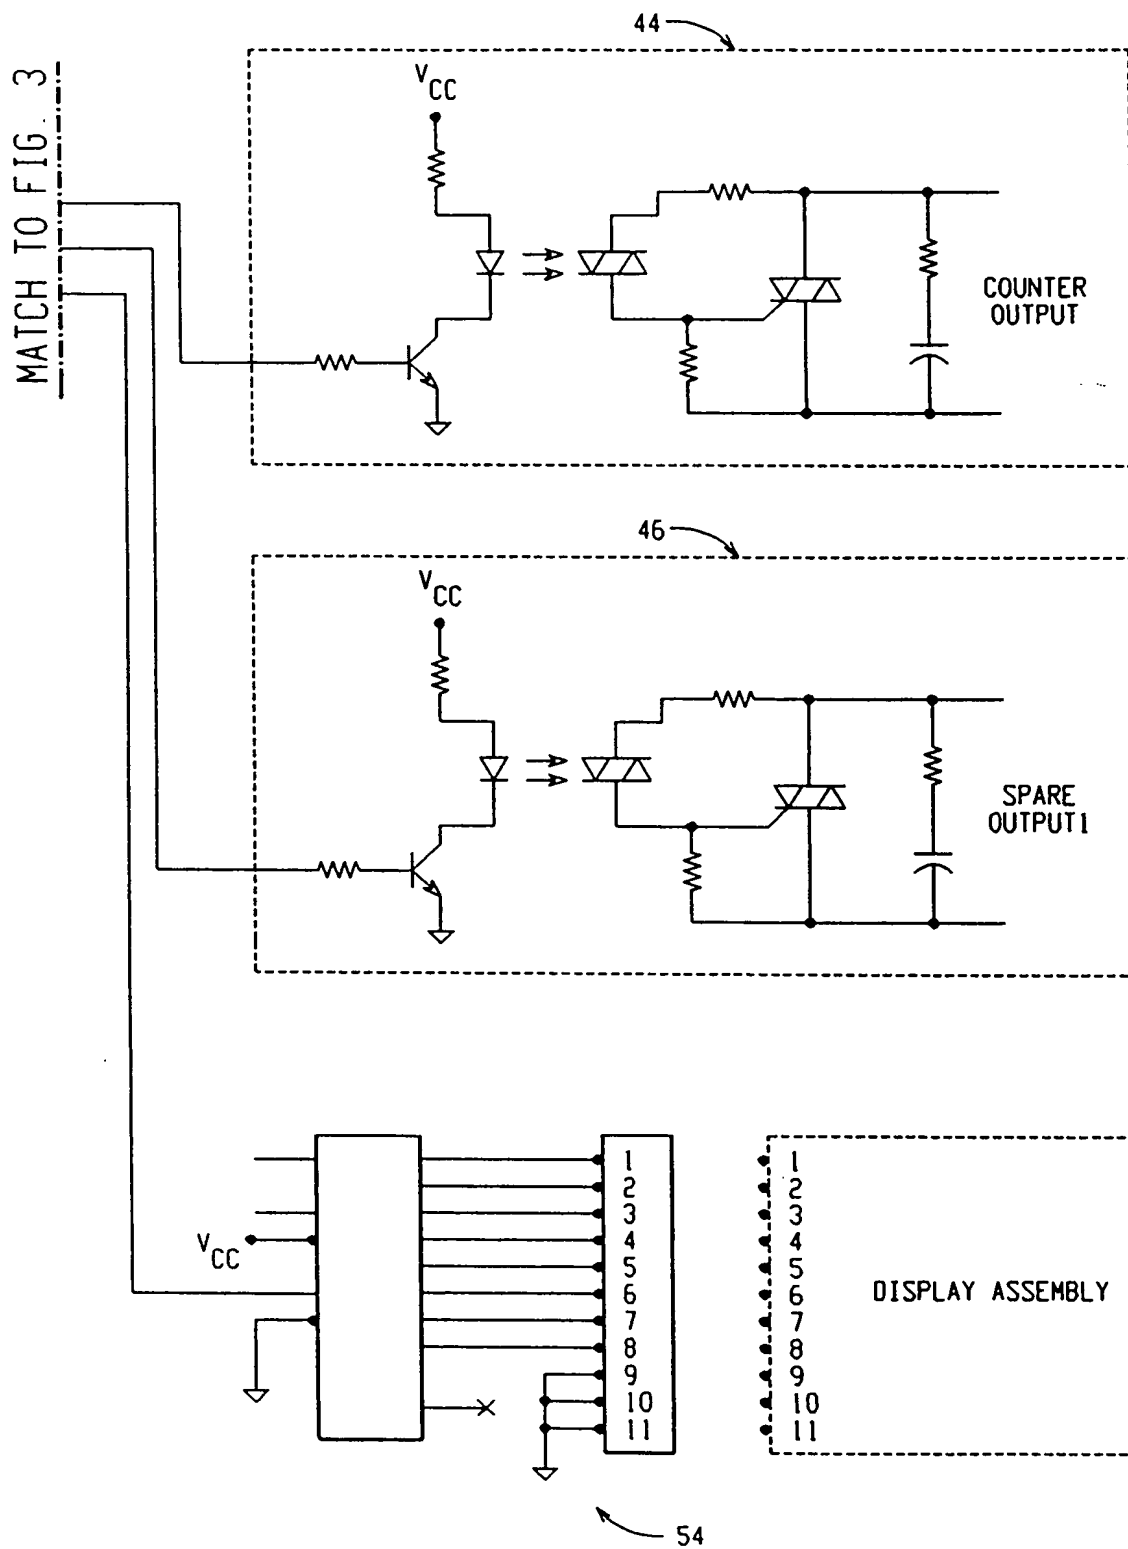 MATCH TO FIG. 3
44
VCC
COUNTER
OUTPUT
46
VCC
SPARE
OUTPUT1
VCC
1
2
3
4
5
6
7
8
9
10
11
1
2
3
4
5
6
7
8
9
10
11
DISPLAY ASSEMBLY
54